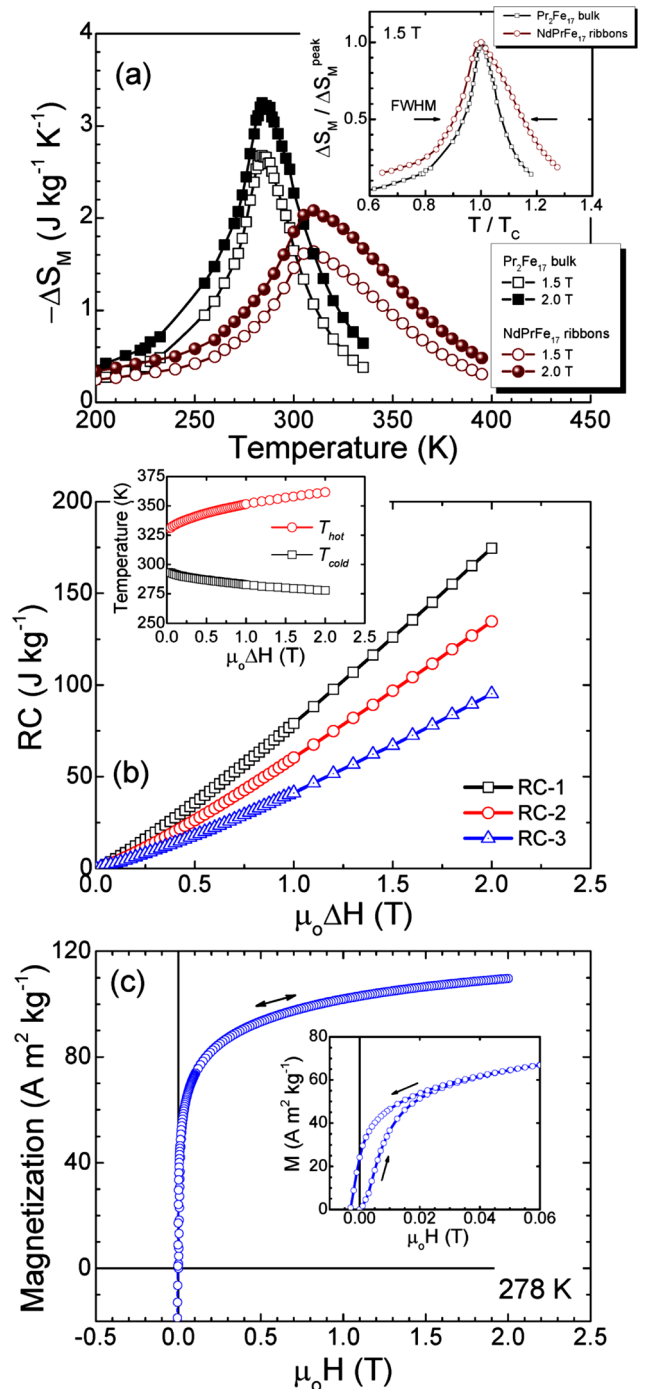 (a)
−ΔS_M (J kg⁻¹ K⁻¹)
4
3
2
1
0
200 250 300 350 400 450
Temperature (K)
1.5 T
Pr₂Fe₁₇ bulk
NdPrFe₁₇ ribbons
ΔS_M / ΔS_M^peak
1.0
0.5
FWHM
0.6 0.8 1.0 1.2 1.4
T / T_C
Pr₂Fe₁₇ bulk
1.5 T
2.0 T
NdPrFe₁₇ ribbons
1.5 T
2.0 T
(b)
RC (J kg⁻¹)
200
150
100
50
0
0.0 0.5 1.0 1.5 2.0 2.5
μ₀ΔH (T)
Temperature (K)
375
350
325
300
275
250
T_hot
T_cold
0.0 0.5 1.0 1.5 2.0 2.5
μ₀ΔH (T)
RC-1
RC-2
RC-3
(c)
Magnetization (A m² kg⁻¹)
120
80
40
0
-0.5 0.0 0.5 1.0 1.5 2.0 2.5
μ₀H (T)
M (A m² kg⁻¹)
80
60
40
20
0
0.00 0.02 0.04 0.06
μ₀H (T)
278 K